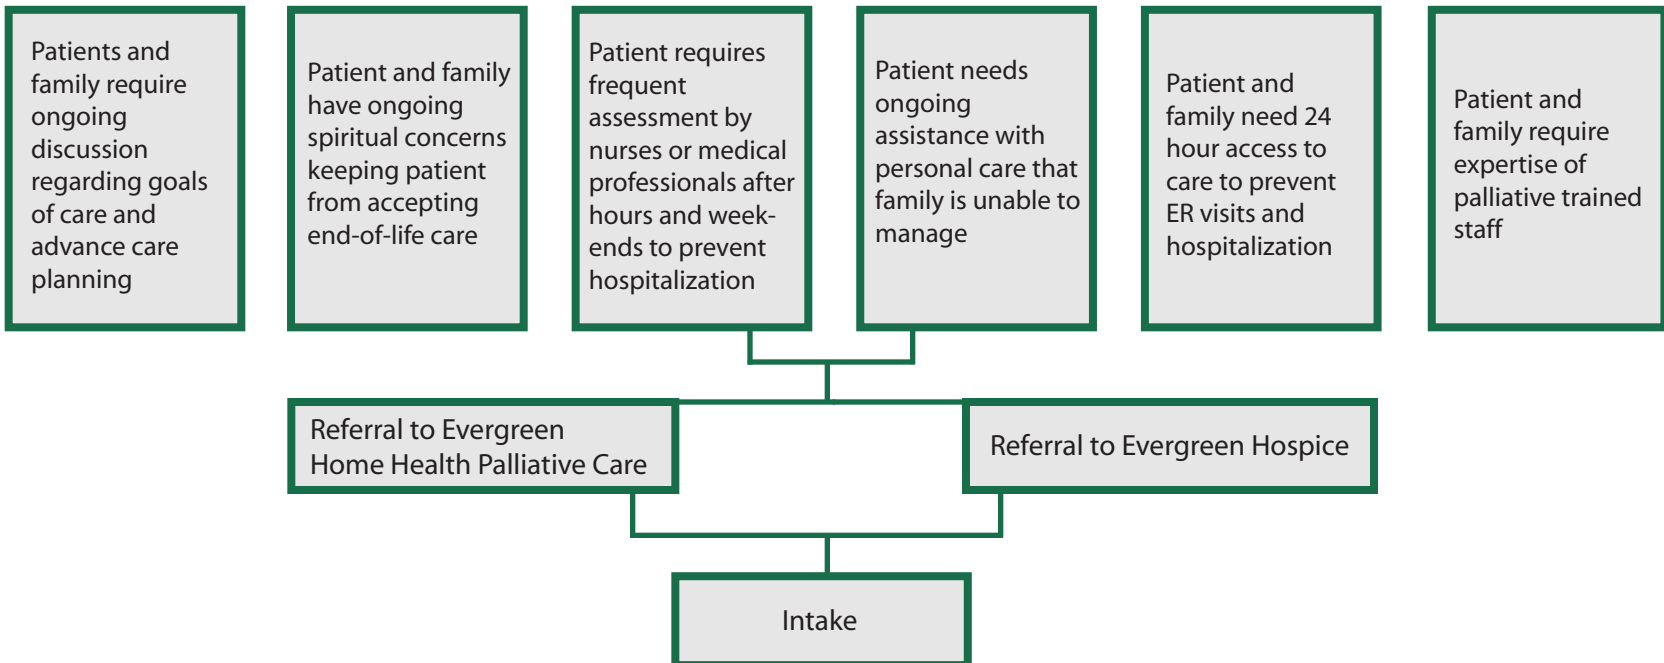 Patients and
family require
ongoing
discussion
regarding goals
of care and
advance care
planning
Patient and family
have ongoing
spiritual concerns
keeping patient
from accepting
end-of-life care
Patient requires
frequent
assessment by
nurses or medical
professionals after
hours and week-
ends to prevent
hospitalization
Patient needs
ongoing
assistance with
personal care that
family is unable to
manage
Patient and
family need 24
hour access to
care to prevent
ER visits and
hospitalization
Patient and
family require
expertise of
palliative trained
staff
Referral to Evergreen
Home Health Palliative Care
Referral to Evergreen Hospice
Intake